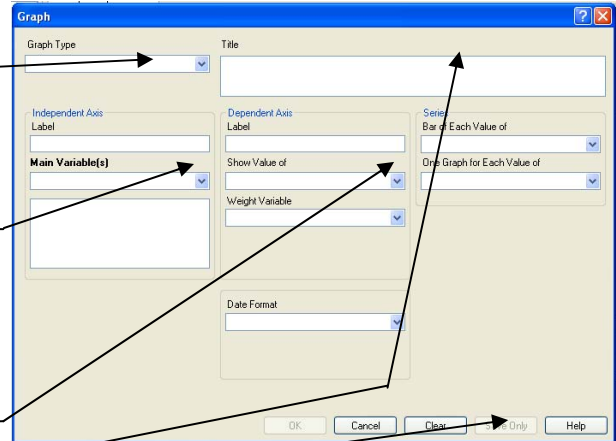 Graph
Graph Type
Title
Independent Axis
Label
Main Variable(s)
Dependent Axis
Label
Show Value of
Weight Variable
Series
Bar of Each Value of
One Graph for Each Value of
Date Format
OK
Cancel
Clear
Save Only
Help